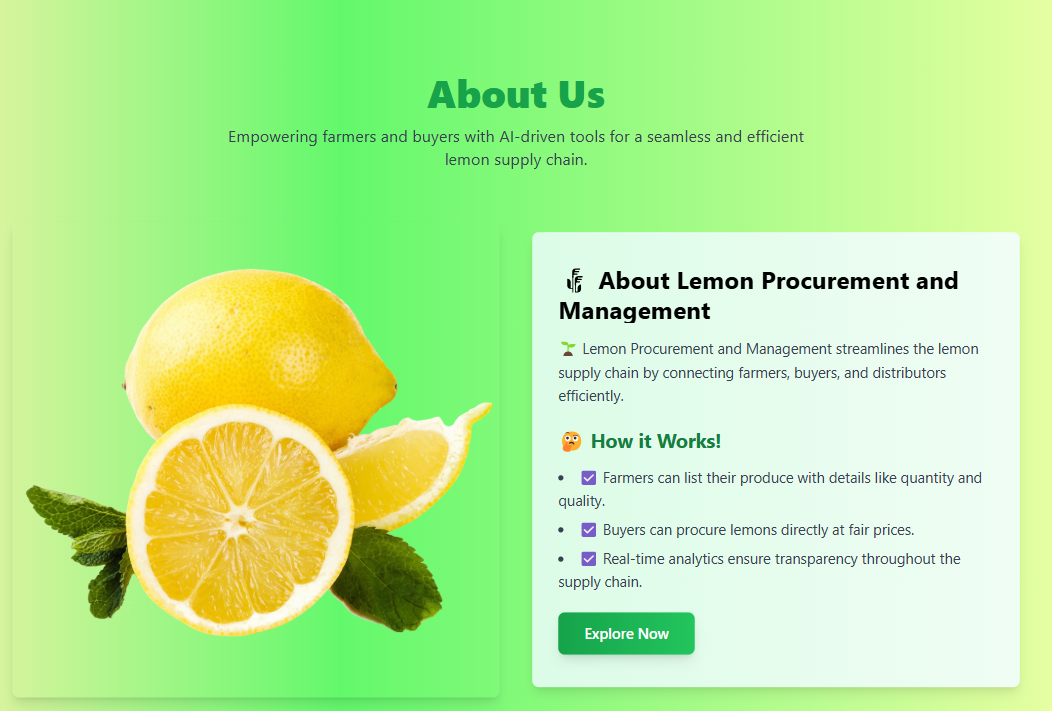 About Us
Empowering farmers and buyers with AI-driven tools for a seamless and efficient
lemon supply chain.
About Lemon Procurement and
Management
🌱 Lemon Procurement and Management streamlines the lemon
supply chain by connecting farmers, buyers, and distributors
efficiently.
🤔 How it Works!
• ☑ Farmers can list their produce with details like quantity and
quality.
• ☑ Buyers can procure lemons directly at fair prices.
• ☑ Real-time analytics ensure transparency throughout the
supply chain.
Explore Now